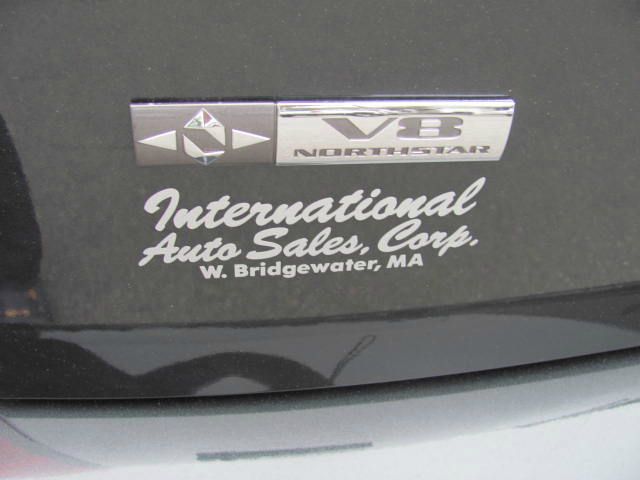 V8
NORTHSTAR
International
Auto Sales, Corp.
W. Bridgewater, MA